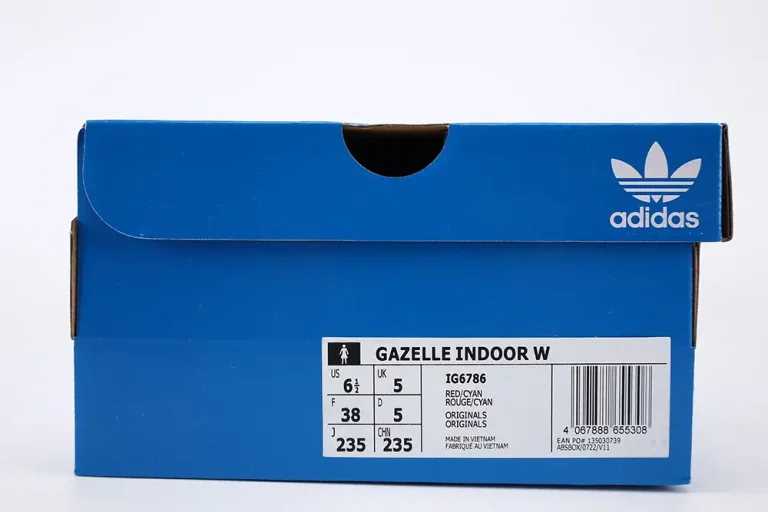 adidas
GAZELLE INDOOR W
US 6½ UK 5
F 38 D 5
J 235 CHN 235
IG6786
RED/CYAN
ROUGE/CYAN
ORIGINALS
ORIGINALS
MADE IN VIETNAM
FABRIQUE AU VIETNAM
4 067888 655308
EAN PO# 135030739
ABSBOX/0722/V11